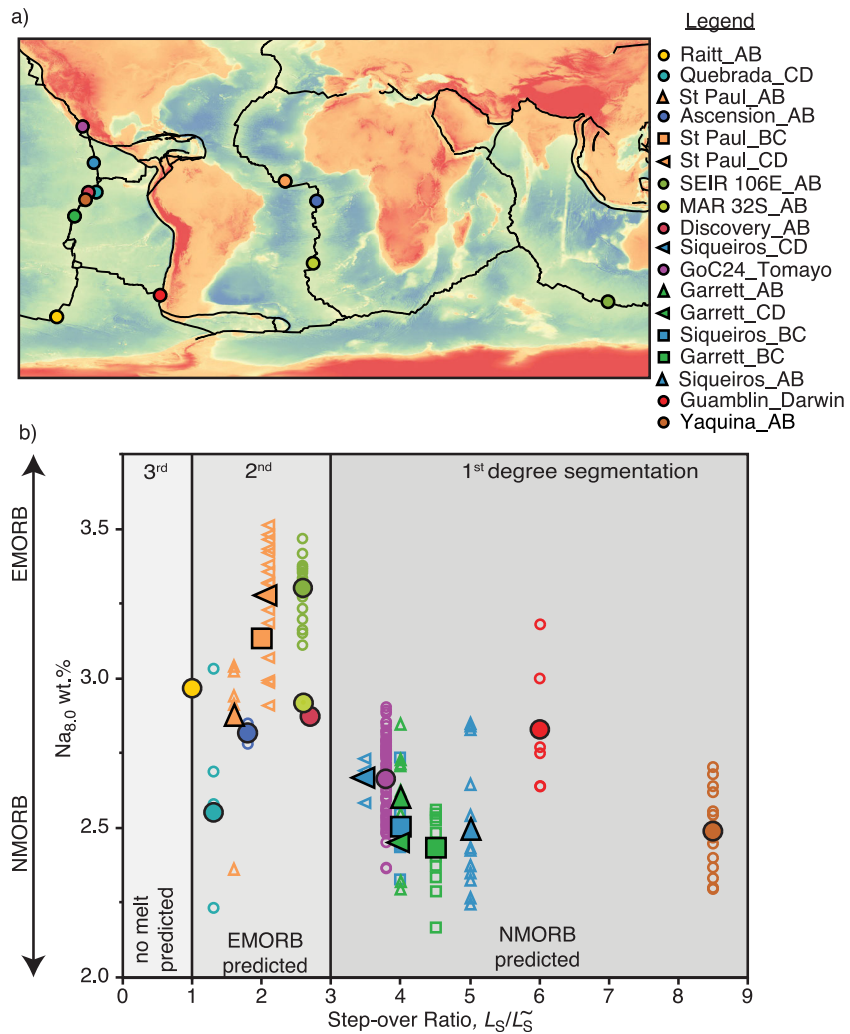 a)
Legend
Raitt_AB
Quebrada_CD
St Paul_AB
Ascension_AB
St Paul_BC
St Paul_CD
SEIR 106E_AB
MAR 32S_AB
Discovery_AB
Siqueiros_CD
GoC24_Tomayo
Garrett_AB
Garrett_CD
Siqueiros_BC
Garrett_BC
Siqueiros_AB
Guamblin_Darwin
Yaquina_AB
b)
3rd
2nd
1st degree segmentation
EMORB
NMORB
Na8.0 wt.%
3.5
3.0
2.5
2.0
no melt
predicted
EMORB
predicted
NMORB
predicted
0 1 2 3 4 5 6 7 8 9
Step-over Ratio, LS/LS̃